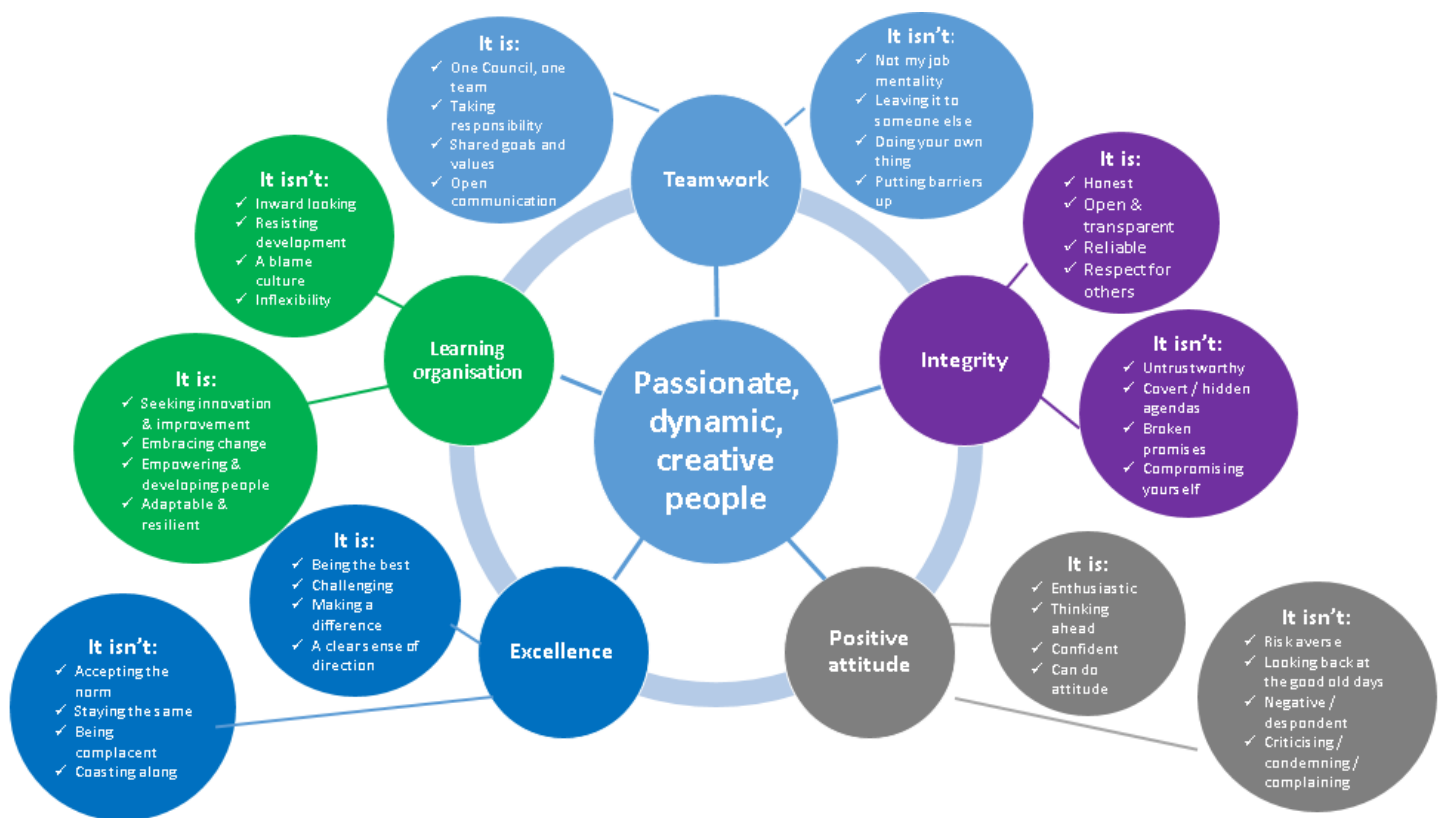 It is:
✓ One Council, one
team
✓ Taking
responsibility
✓ Shared goals and
values
✓ Open
communication
It isn't:
✓ Not my job
mentality
✓ Leaving it to
someone else
✓ Doing your own
thing
✓ Putting barriers
up
Teamwork
It is:
✓ Honest
✓ Open &
transparent
✓ Reliable
✓ Respect for
others
It isn't:
✓ Untrustworthy
✓ Covert / hidden
agendas
✓ Broken
promises
✓ Compromising
yourself
Integrity
It isn't:
✓ Inward looking
✓ Resisting
development
✓ A blame
culture
✓ Inflexibility
Learning
organisation
It is:
✓ Seeking innovation
& improvement
✓ Embracing change
✓ Empowering &
developing people
✓ Adaptable &
resilient
Passionate,
dynamic,
creative
people
It is:
✓ Being the best
✓ Challenging
✓ Making a
difference
✓ A clear sense of
direction
It isn't:
✓ Accepting the
norm
✓ Staying the same
✓ Being
complacent
✓ Coasting along
Excellence
Positive
attitude
It is:
✓ Enthusiastic
✓ Thinking
ahead
✓ Confident
✓ Can do
attitude
It isn't:
✓ Risk averse
✓ Looking back at
the good old days
✓ Negative /
despondent
✓ Criticising /
condemning /
complaining